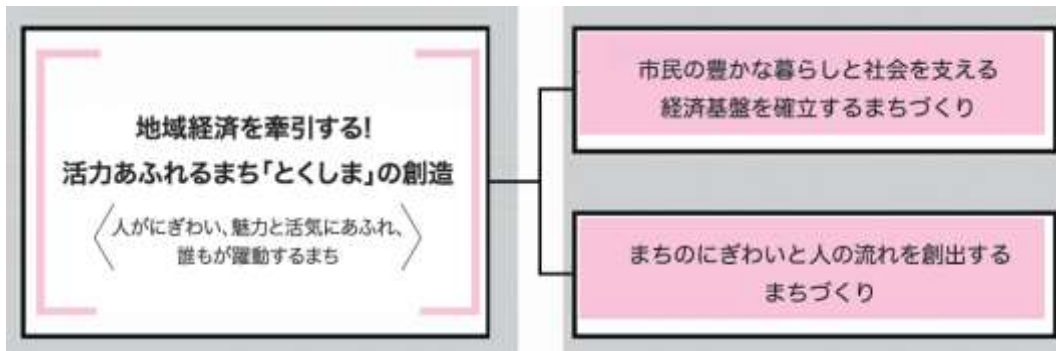 地域経済を牽引する!
活力あふれるまち「とくしま」の創造
〈人がにぎわい、魅力と活気にあふれ、
誰もが躍動するまち〉
市民の豊かな暮らしと社会を支える
経済基盤を確立するまちづくり
まちのにぎわいと人の流れを創出する
まちづくり